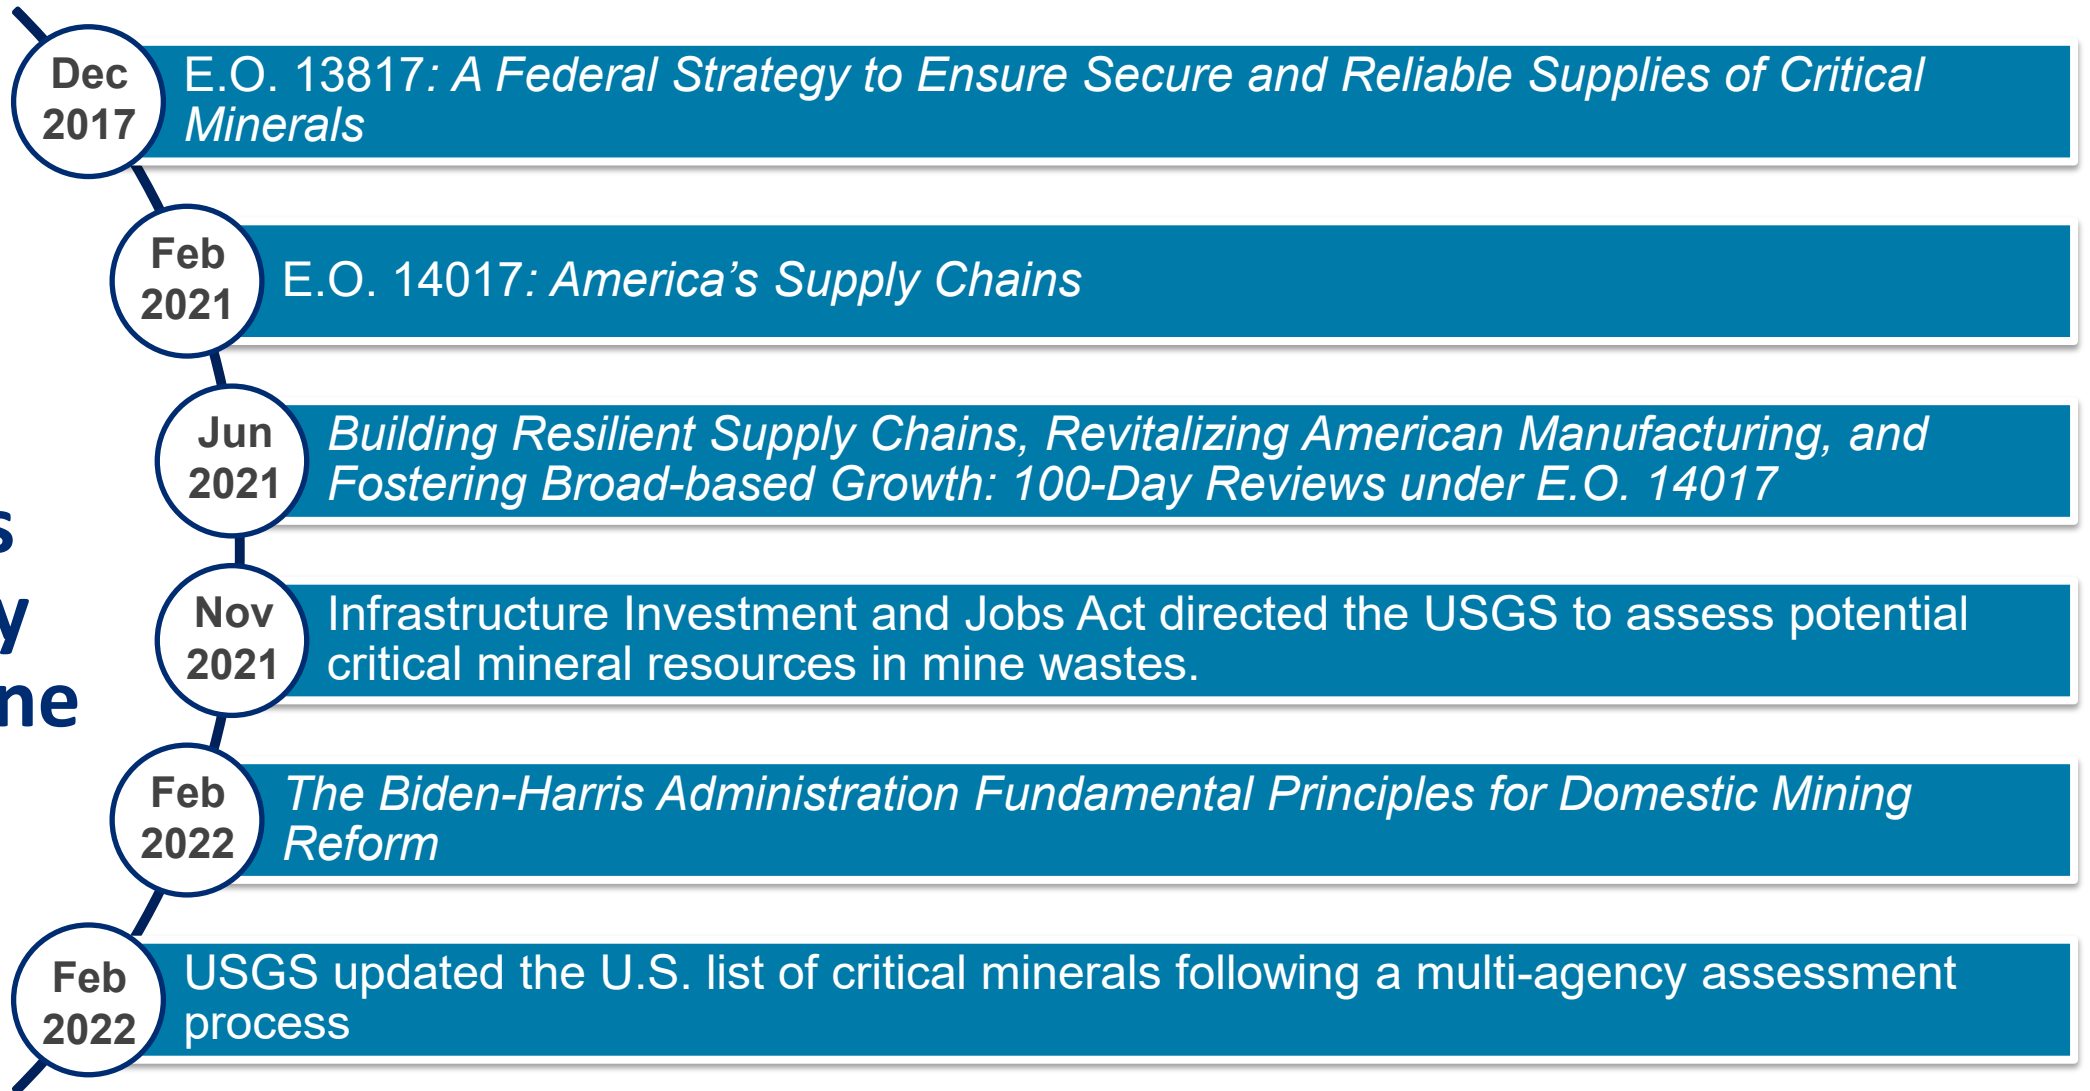 Dec
2017
E.O. 13817: A Federal Strategy to Ensure Secure and Reliable Supplies of Critical
Minerals
Feb
2021
E.O. 14017: America’s Supply Chains
Jun
2021
Building Resilient Supply Chains, Revitalizing American Manufacturing, and
Fostering Broad-based Growth: 100-Day Reviews under E.O. 14017
Nov
2021
Infrastructure Investment and Jobs Act directed the USGS to assess potential
critical mineral resources in mine wastes.
Feb
2022
The Biden-Harris Administration Fundamental Principles for Domestic Mining
Reform
Feb
2022
USGS updated the U.S. list of critical minerals following a multi-agency assessment
process